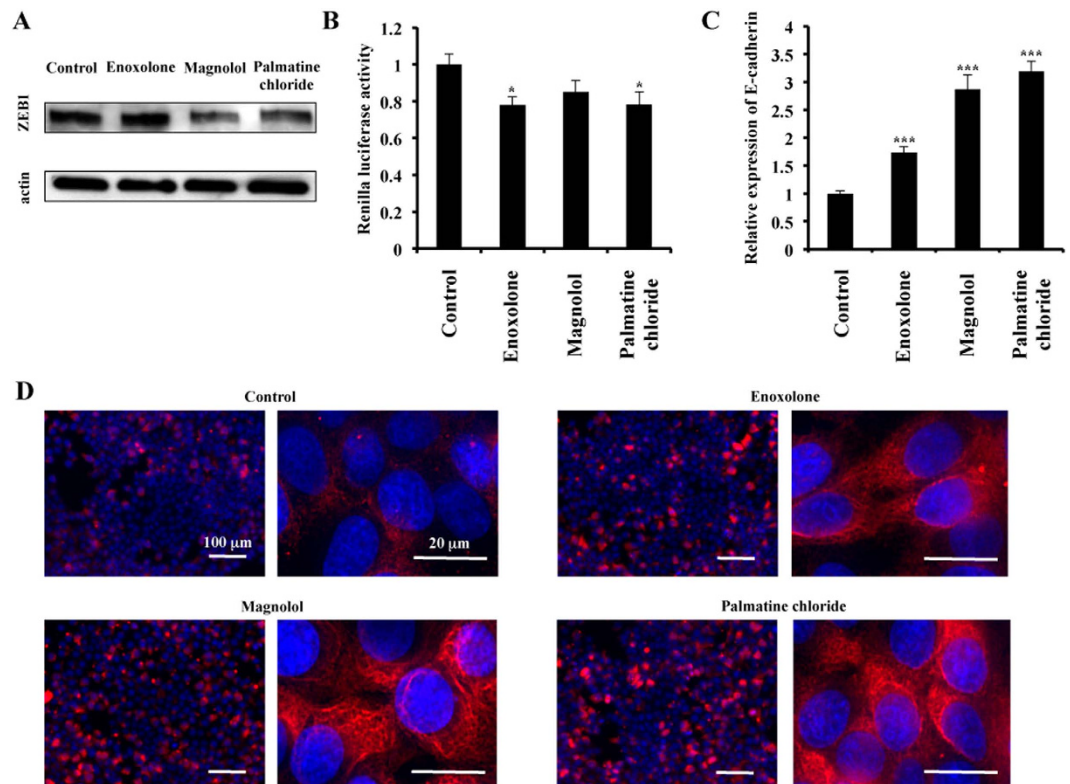 A
Control Enoxolone Magnolol Palmatine
chloride
ZEB1
actin
B
Renilla luciferase activity
1.2
1
0.8
0.6
0.4
0.2
0
*
*
Control
Enoxolone
Magnolol
Palmatine
chloride
C
Relative expression of E-cadherin
4
3.5
3
2.5
2
1.5
1
0.5
0
***
***
***
Control
Enoxolone
Magnolol
Palmatine
chloride
D
Control
100 µm
20 µm
Enoxolone
Magnolol
Palmatine chloride